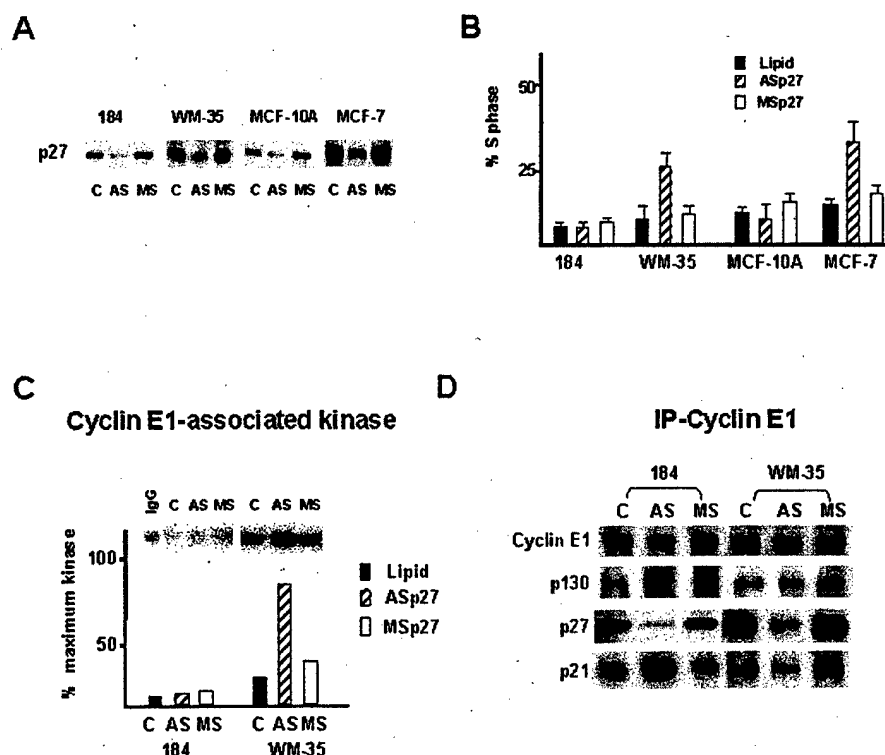 A
184 WM-35 MCF-10A MCF-7
p27
C AS MS C AS MS C AS MS C AS MS
B
% S phase
50
25
Lipid
ASp27
MSp27
184 WM-35 MCF-10A MCF-7
C
Cyclin E1-associated kinase
IgG C AS MS C AS MS
% maximum kinase
100
50
Lipid
ASp27
MSp27
C AS MS C AS MS
184 WM-35
D
IP-Cyclin E1
184 WM-35
C AS MS C AS MS
Cyclin E1
p130
p27
p21